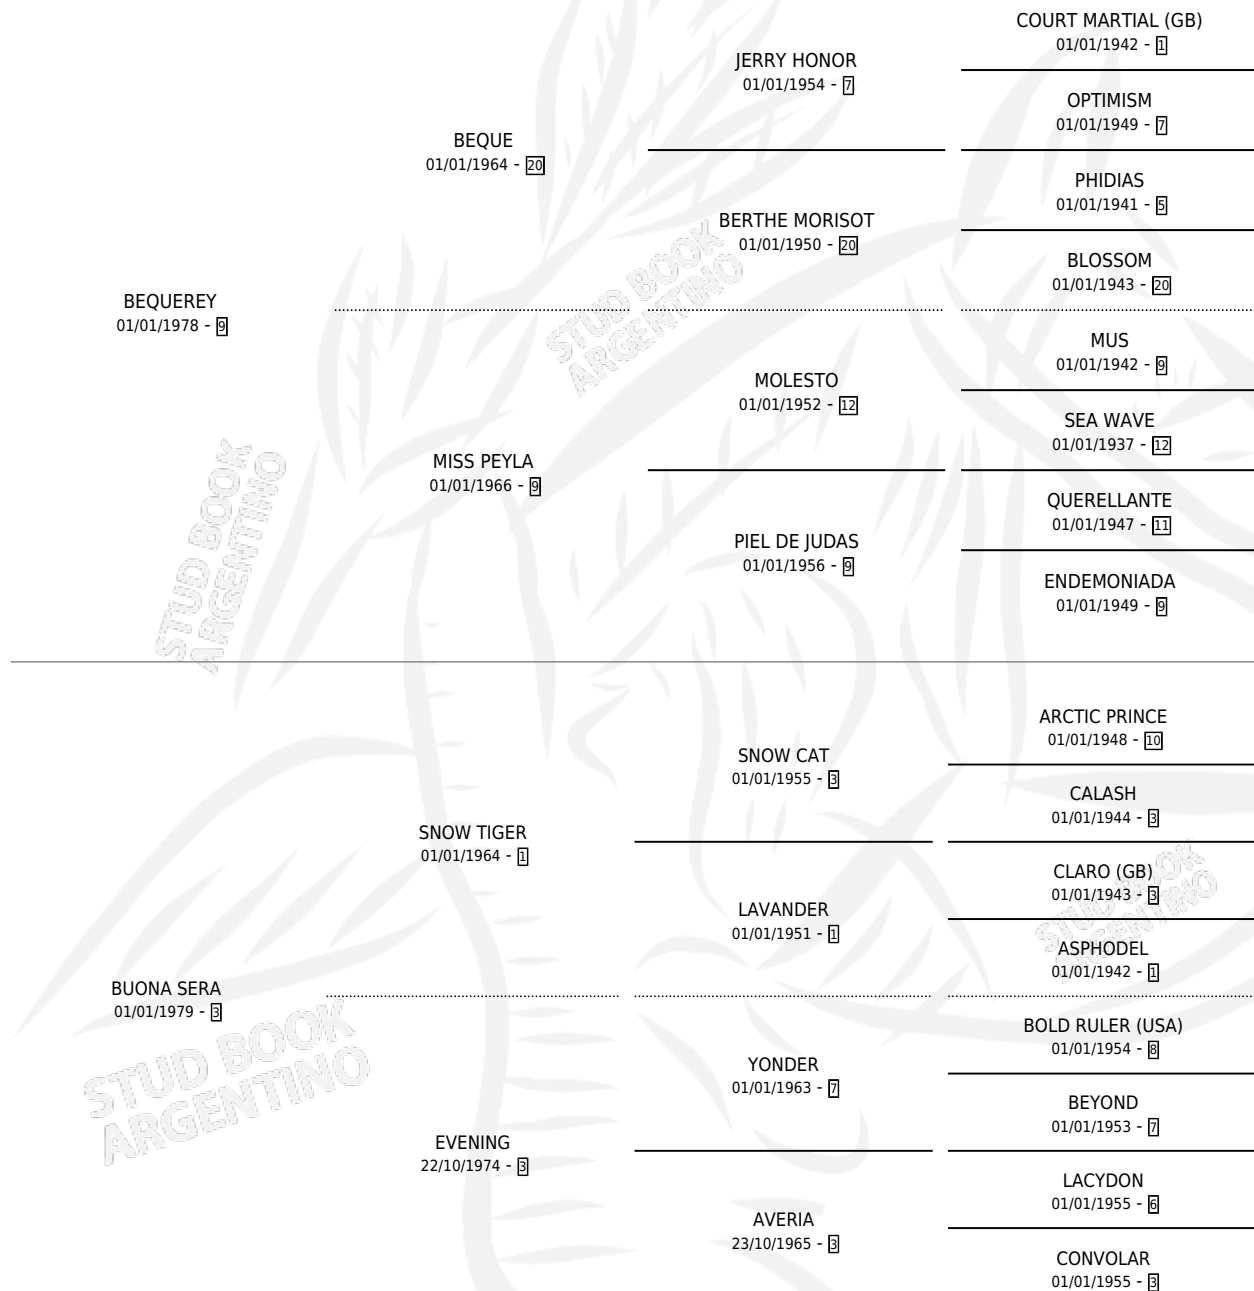 COURT MARTIAL (GB)
01/01/1942 - 1
JERRY HONOR
01/01/1954 - 7
OPTIMISM
01/01/1949 - 7
BEQUE
01/01/1964 - 20
PHIDIAS
01/01/1941 - 5
BERTHE MORISOT
01/01/1950 - 20
BLOSSOM
01/01/1943 - 20
BEQUEREY
01/01/1978 - 9
MUS
01/01/1942 - 9
MOLESTO
01/01/1952 - 12
SEA WAVE
01/01/1937 - 12
MISS PEYLA
01/01/1966 - 9
QUERELLANTE
01/01/1947 - 11
PIEL DE JUDAS
01/01/1956 - 9
ENDEMONIADA
01/01/1949 - 9
ARCTIC PRINCE
01/01/1948 - 10
SNOW CAT
01/01/1955 - 3
CALASH
01/01/1944 - 3
SNOW TIGER
01/01/1964 - 1
CLARO (GB)
01/01/1943 - 3
LAVANDER
01/01/1951 - 1
ASPHODEL
01/01/1942 - 1
BUONA SERA
01/01/1979 - 3
BOLD RULER (USA)
01/01/1954 - 8
YONDER
01/01/1963 - 7
BEYOND
01/01/1953 - 7
EVENING
22/10/1974 - 3
LACYDON
01/01/1955 - 6
AVERIA
23/10/1965 - 3
CONVOLAR
01/01/1955 - 3
STUD BOOK
ARGENTINO
STUD BOOK
ARGENTINO
STUD BOOK
ARGENTINO
STUD BOOK
ARGENTINO